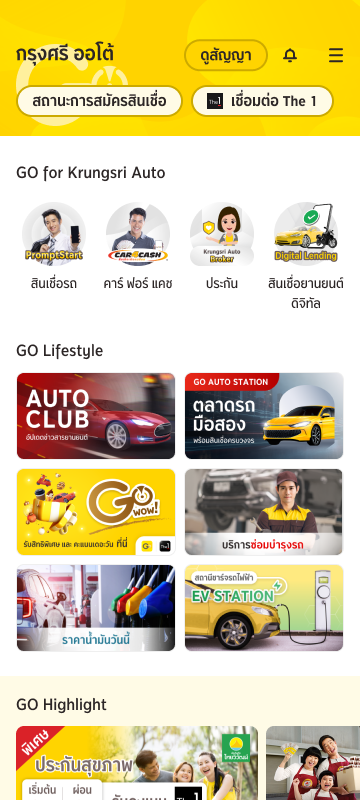 กรุงศรี ออโต้
ดูสัญญา
สถานะการสมัครสินเชื่อ
The1
เชื่อมต่อ The 1
GO for Krungsri Auto
PromptStart
CAR4CASH
Krungsri Auto
Broker
Digital Lending
สินเชื่อรถ
คาร์ ฟอร์ แคช
ประกัน
สินเชื่อยานยนต์
ดิจิทัล
GO Lifestyle
AUTO
CLUB
อัปเดตข่าวสารยานยนต์
GO AUTO STATION
ตลาดรถ
มือสอง
พร้อมสินเชื่อครบวงจร
GO
WOW!
รับสิทธิพิเศษ และ คะแนนเดอะวัน ที่นี่
The1
บริการซ่อมบำรุงรถ
ราคาน้ำมันวันนี้
สถานีชาร์จรถไฟฟ้า
EV STATION
GO Highlight
พิเศษ
ประกันสุขภาพ
ไทยวิวัฒน์
เริ่มต้น
ผ่อน